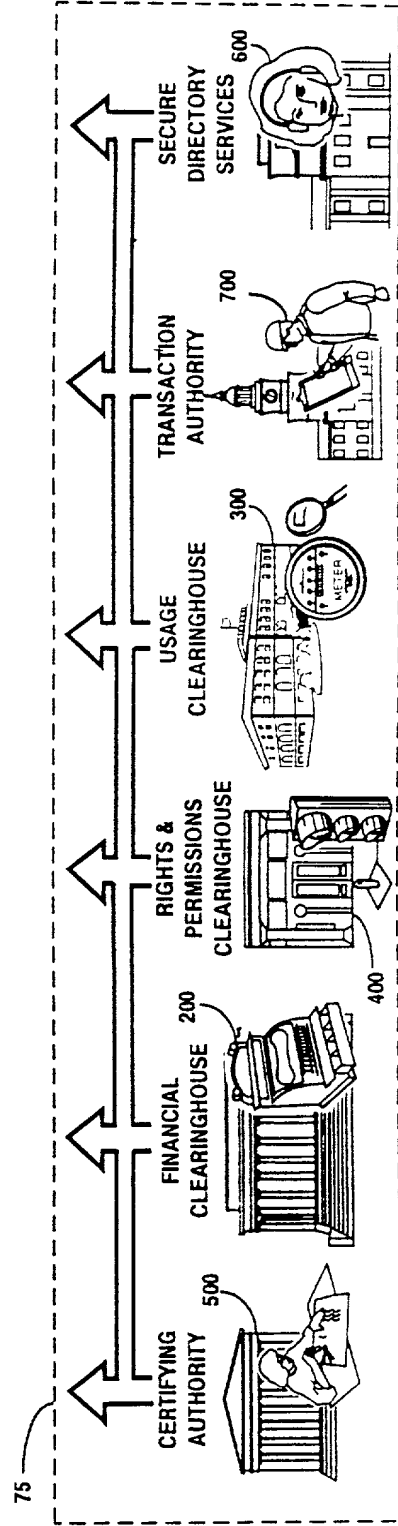 75
CERTIFYING
AUTHORITY
500
FINANCIAL
CLEARINGHOUSE
200
RIGHTS &
PERMISSIONS
CLEARINGHOUSE
400
USAGE
CLEARINGHOUSE
300
METER
TRANSACTION
AUTHORITY
700
SECURE
DIRECTORY
SERVICES
600